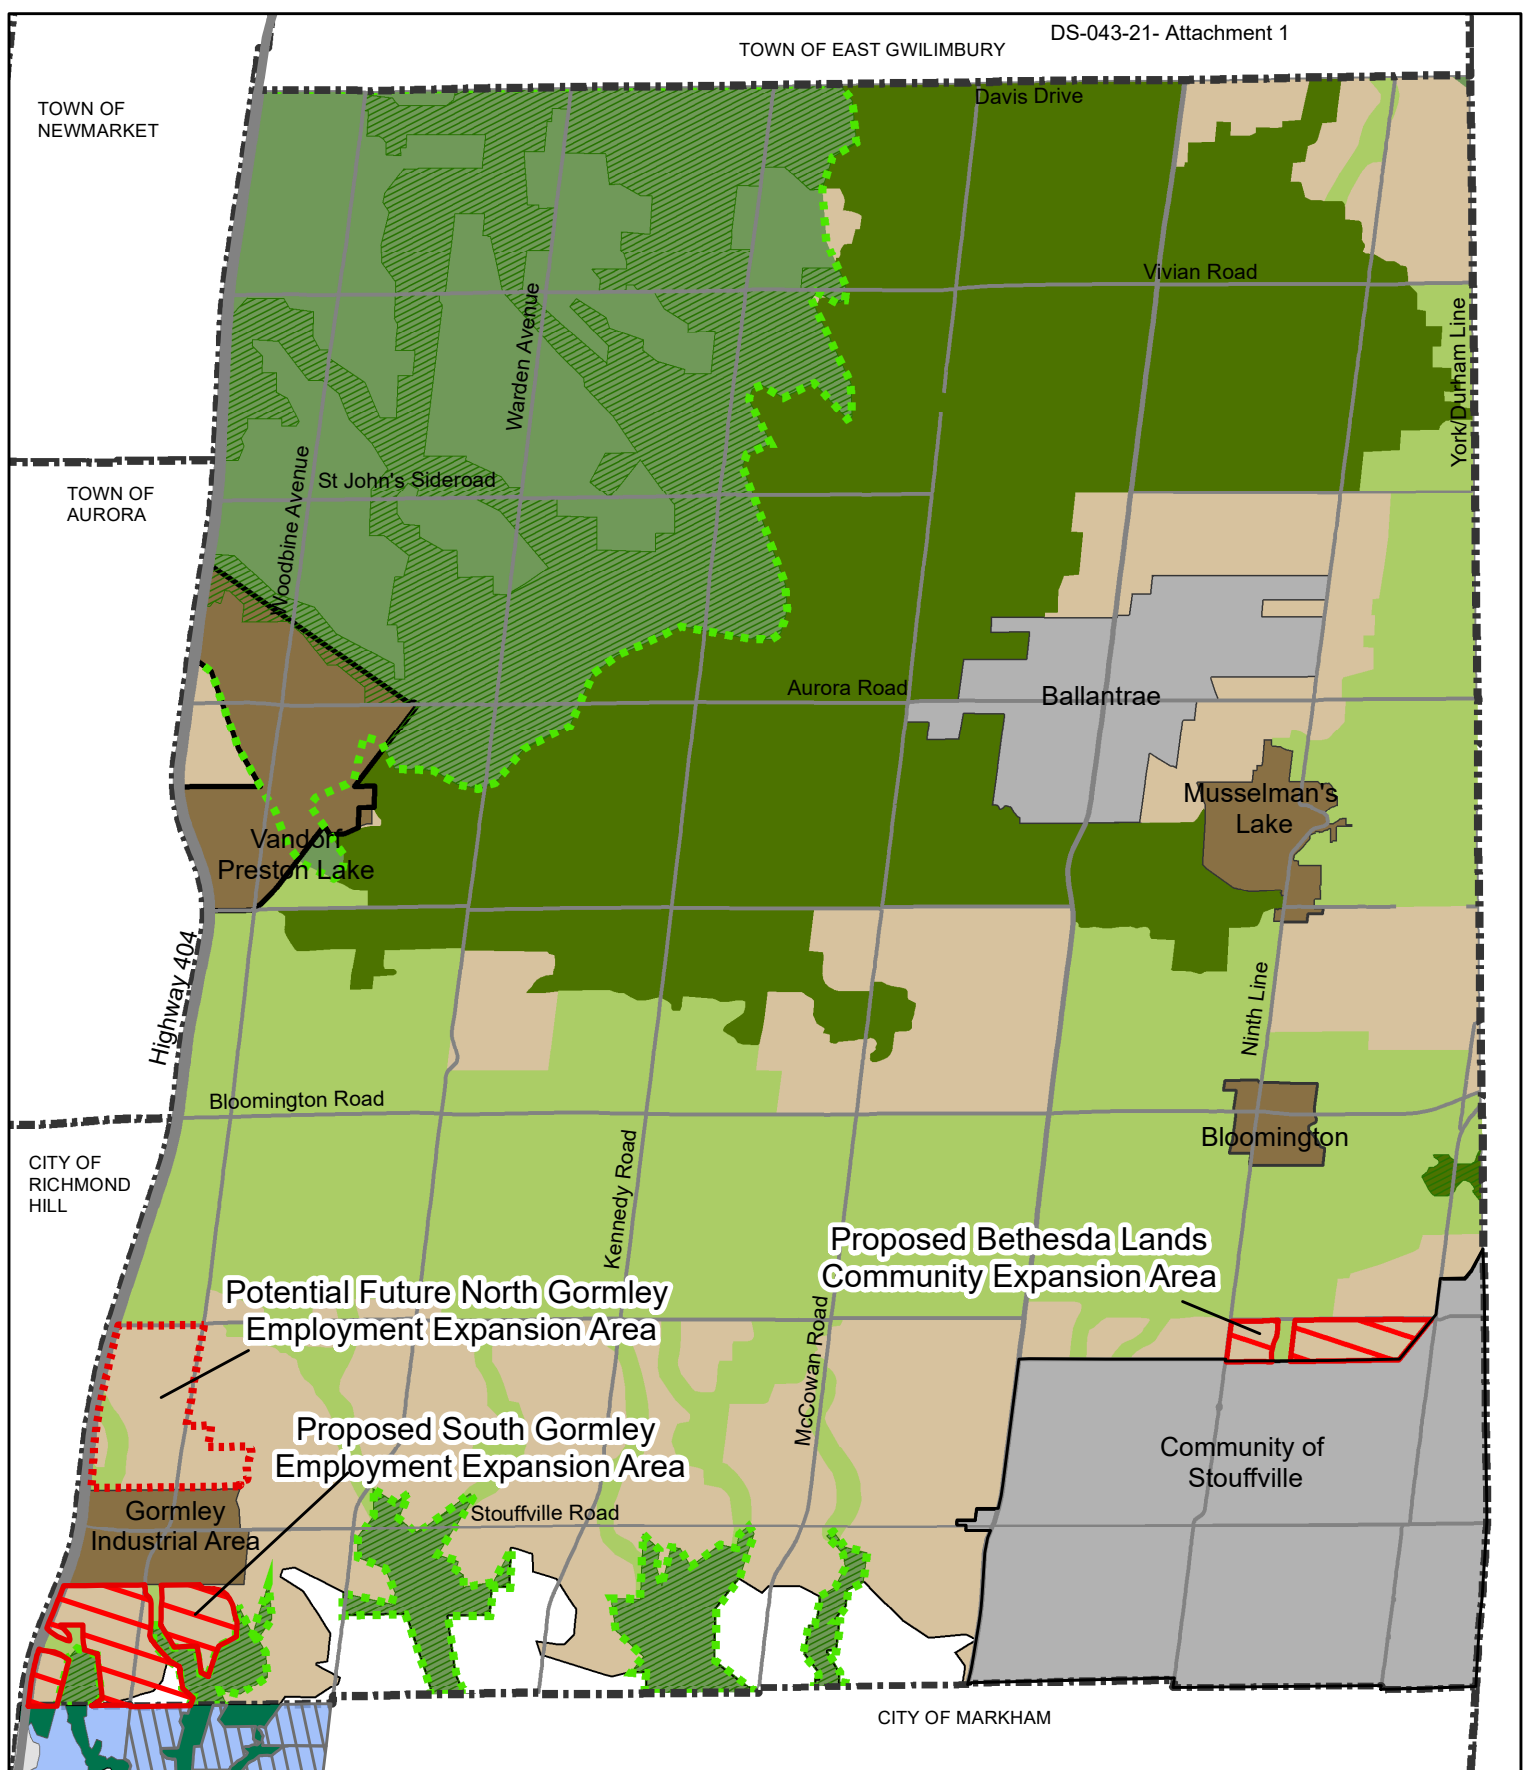 DS-043-21- Attachment 1
TOWN OF EAST GWILIMBURY
Davis Drive
TOWN OF
NEWMARKET
Vivian Road
York/Durham Line
Warden Avenue
St John's Sideroad
Woodbine Avenue
TOWN OF
AURORA
Aurora Road
Ballantrae
Musselman's
Lake
Vandorf
Preston Lake
Highway 404
Ninth Line
Bloomington Road
Bloomington
Kennedy Road
CITY OF
RICHMOND
HILL
Proposed Bethesda Lands
Community Expansion Area
Potential Future North Gormley
Employment Expansion Area
McCowan Road
Proposed South Gormley
Employment Expansion Area
Community of
Stouffville
Stouffville Road
Gormley
Industrial Area
CITY OF MARKHAM